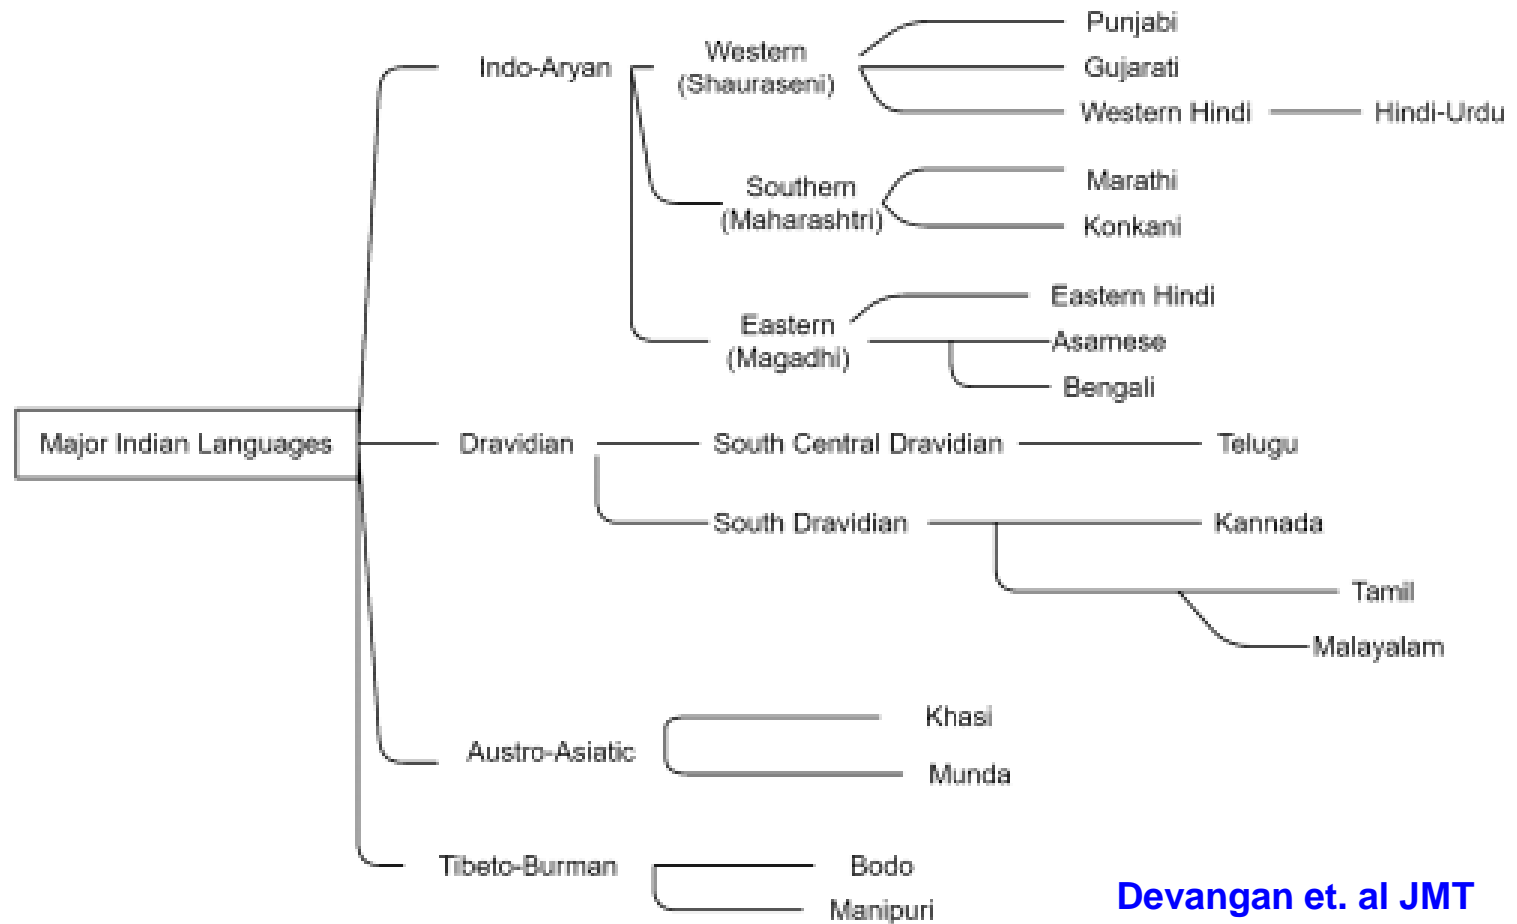 Major Indian Languages
Indo-Aryan
Western
(Shauraseni)
Punjabi
Gujarati
Western Hindi
Hindi-Urdu
Southern
(Maharashtri)
Marathi
Konkani
Eastern
(Magadhi)
Eastern Hindi
Asamese
Bengali
Dravidian
South Central Dravidian
Telugu
South Dravidian
Kannada
Tamil
Malayalam
Austro-Asiatic
Khasi
Munda
Tibeto-Burman
Bodo
Manipuri
Devangan et. al JMT